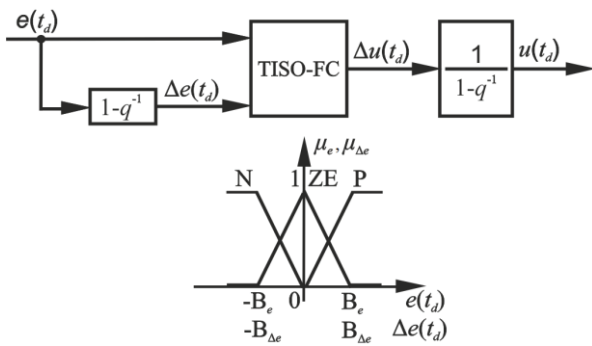 e(t_d)
TISO-FC
Δu(t_d)
1
1-q⁻¹
u(t_d)
1-q⁻¹
Δe(t_d)
μ_e, μ_Δe
N 1 ZE P
-B_e 0 B_e e(t_d)
-B_Δe B_Δe Δe(t_d)